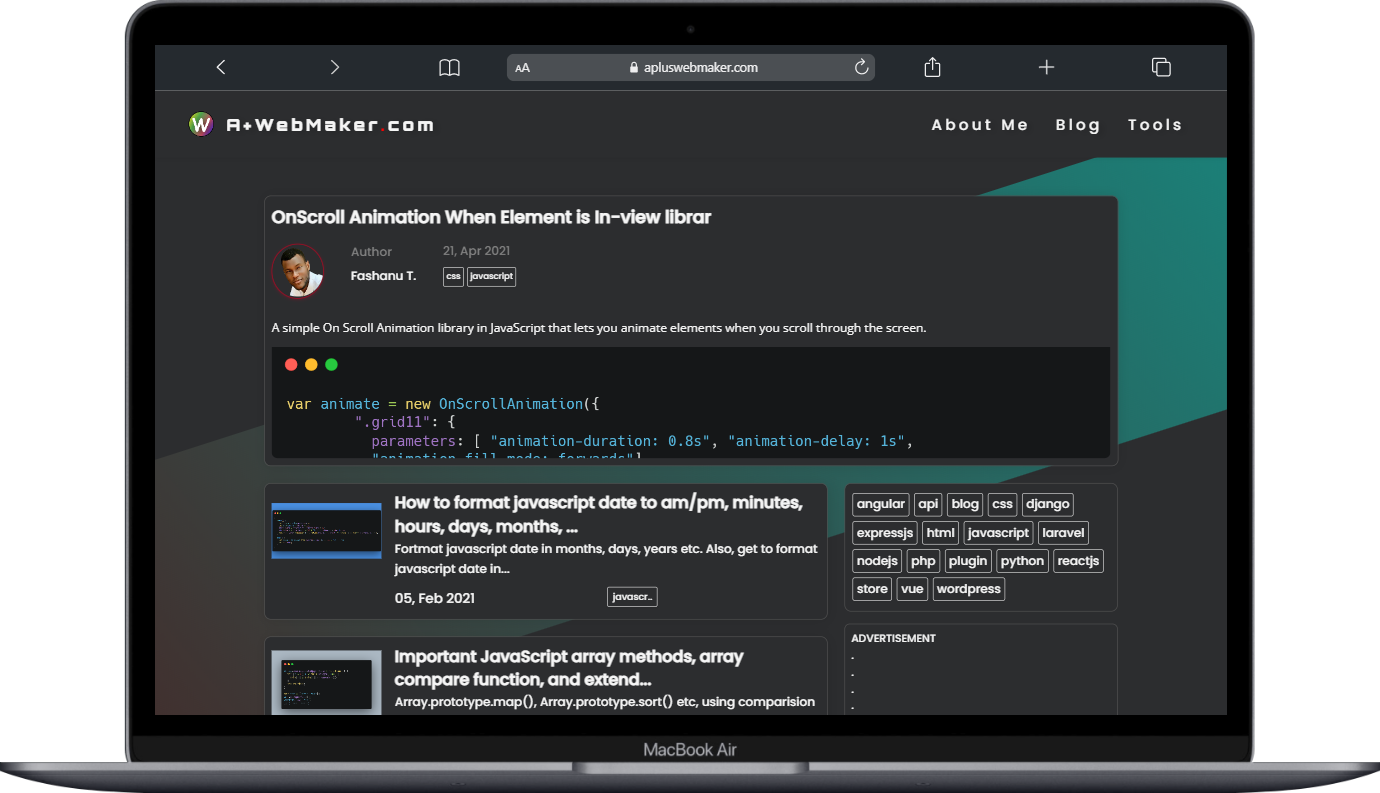 AA apluswebmaker.com
W A+WebMaker.com
About Me Blog Tools
OnScroll Animation When Element is In-view librar
Author 21, Apr 2021
Fashanu T. css javascript
A simple On Scroll Animation library in JavaScript that lets you animate elements when you scroll through the screen.
var animate = new OnScrollAnimation({
".grid11": {
parameters: [ "animation-duration: 0.8s", "animation-delay: 1s",
"animation-fill-mode: forwards"]
How to format javascript date to am/pm, minutes,
hours, days, months, ...
Fortmat javascript date in months, days, years etc. Also, get to format
javascript date in...
05, Feb 2021 javascr..
Important JavaScript array methods, array
compare function, and extend...
Array.prototype.map(), Array.prototype.sort() etc, using comparision
angular api blog css django
expressjs html javascript laravel
nodejs php plugin python reactjs
store vue wordpress
ADVERTISEMENT
.
.
.
.
MacBook Air